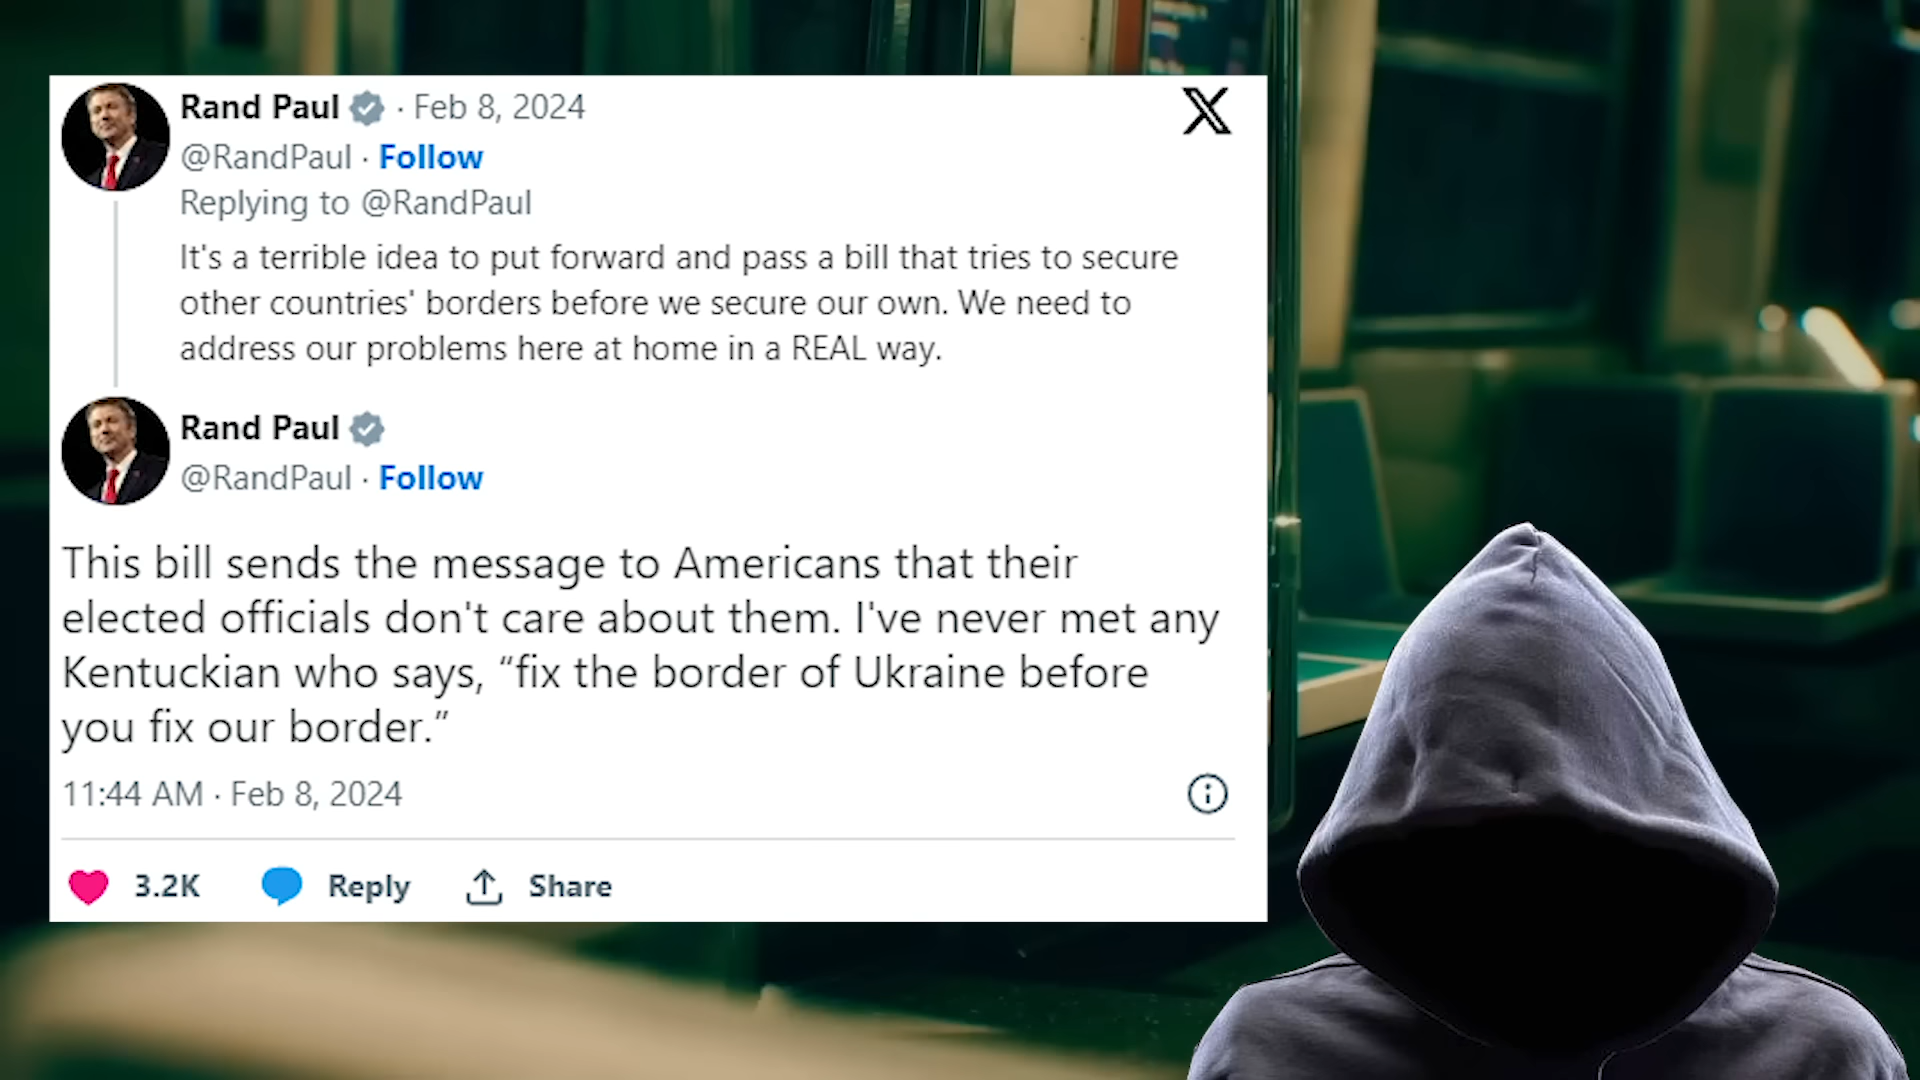 Rand Paul · Feb 8, 2024
@RandPaul · Follow
Replying to @RandPaul
It's a terrible idea to put forward and pass a bill that tries to secure
other countries' borders before we secure our own. We need to
address our problems here at home in a REAL way.
Rand Paul
@RandPaul · Follow
This bill sends the message to Americans that their
elected officials don't care about them. I've never met any
Kentuckian who says, “fix the border of Ukraine before
you fix our border.”
11:44 AM · Feb 8, 2024
3.2K Reply Share